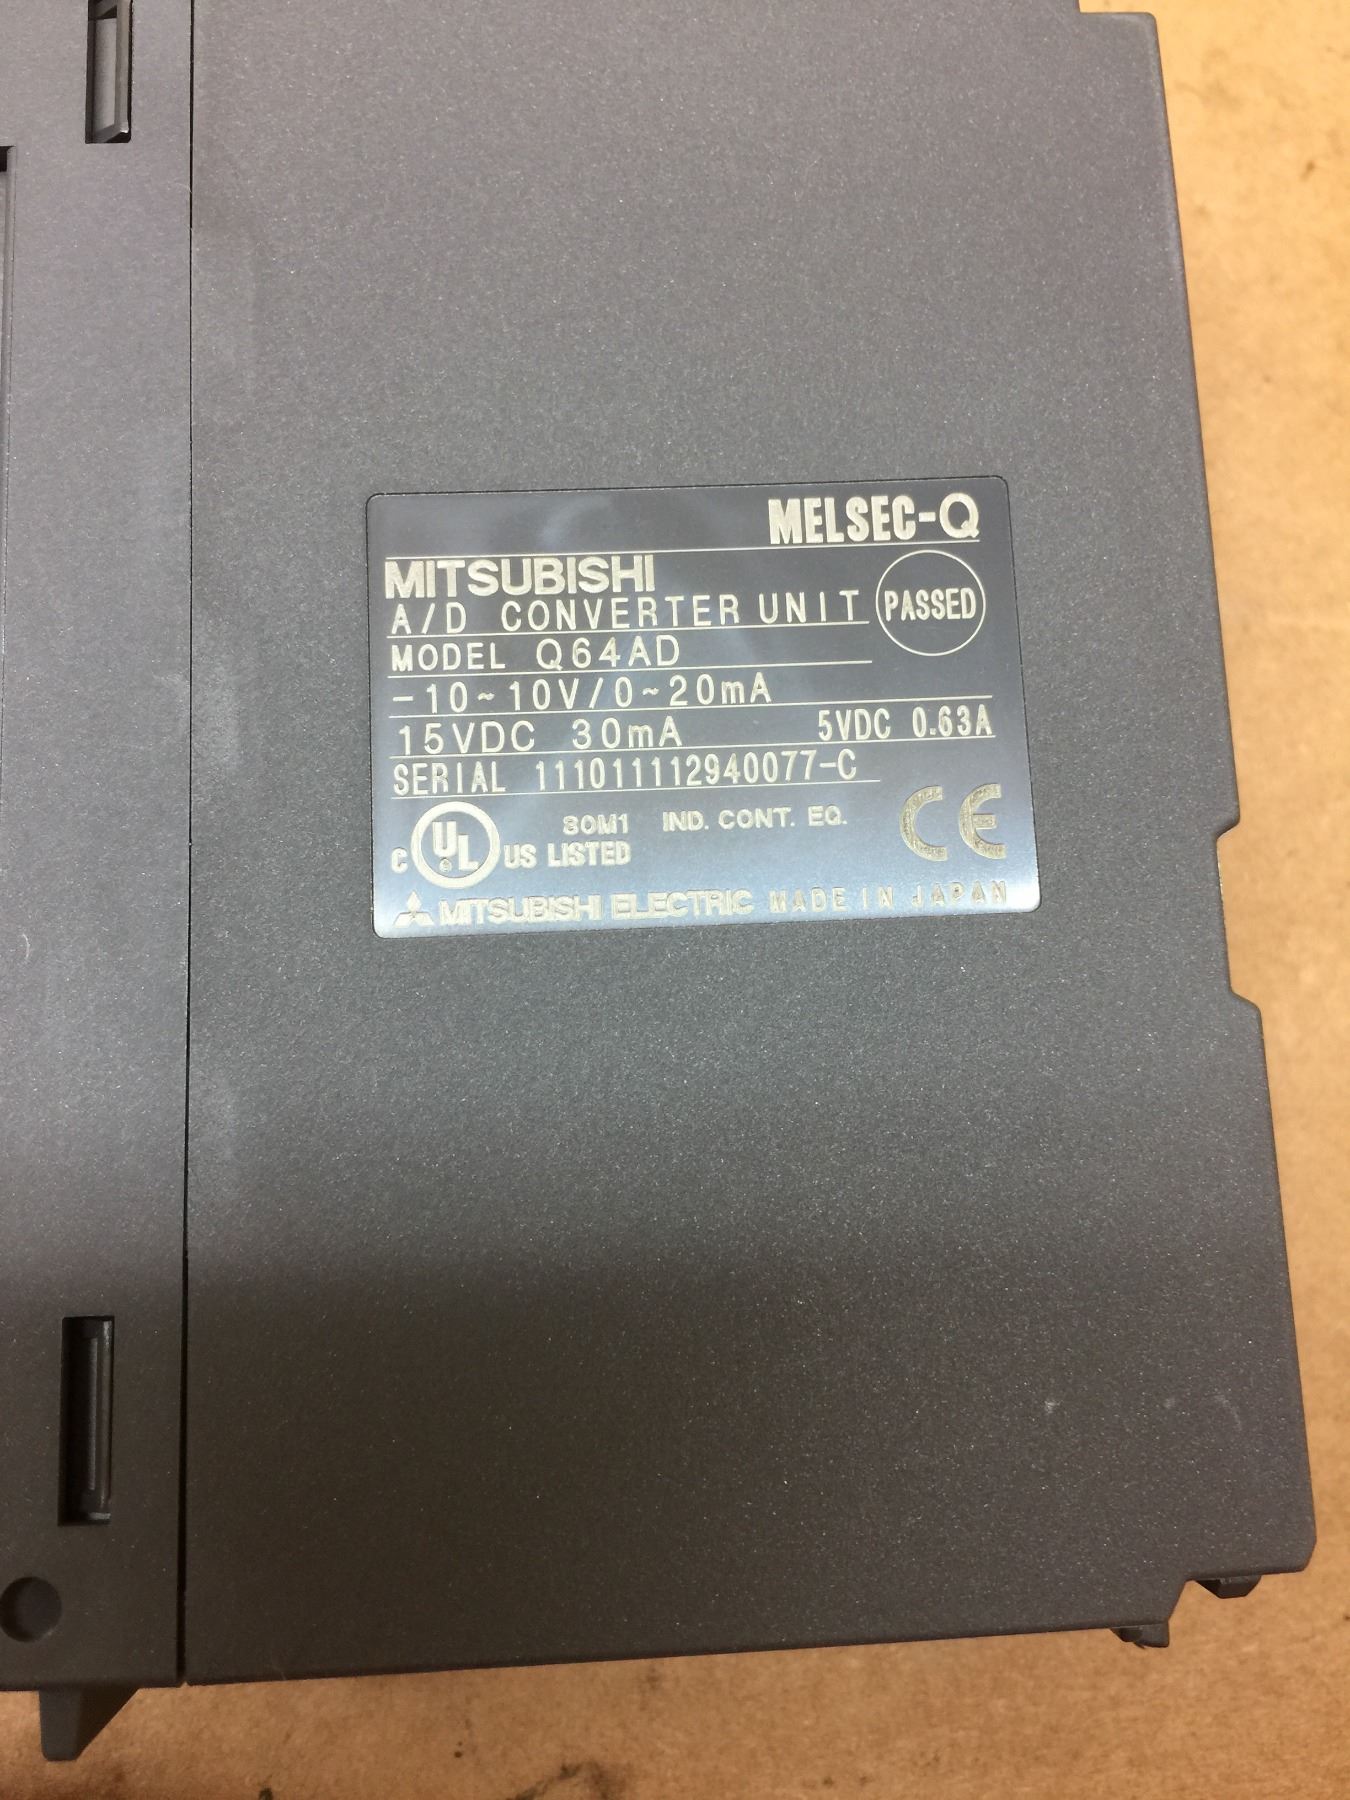 MELSEC-Q
MITSUBISHI
A/D CONVERTER UNIT PASSED
MODEL Q64AD
-10~10V/0~20mA
15VDC 30mA 5VDC 0.63A
SERIAL 111011112940077-C
80M1 IND. CONT. EQ.
C UL US LISTED CE
MITSUBISHI ELECTRIC MADE IN JAPAN